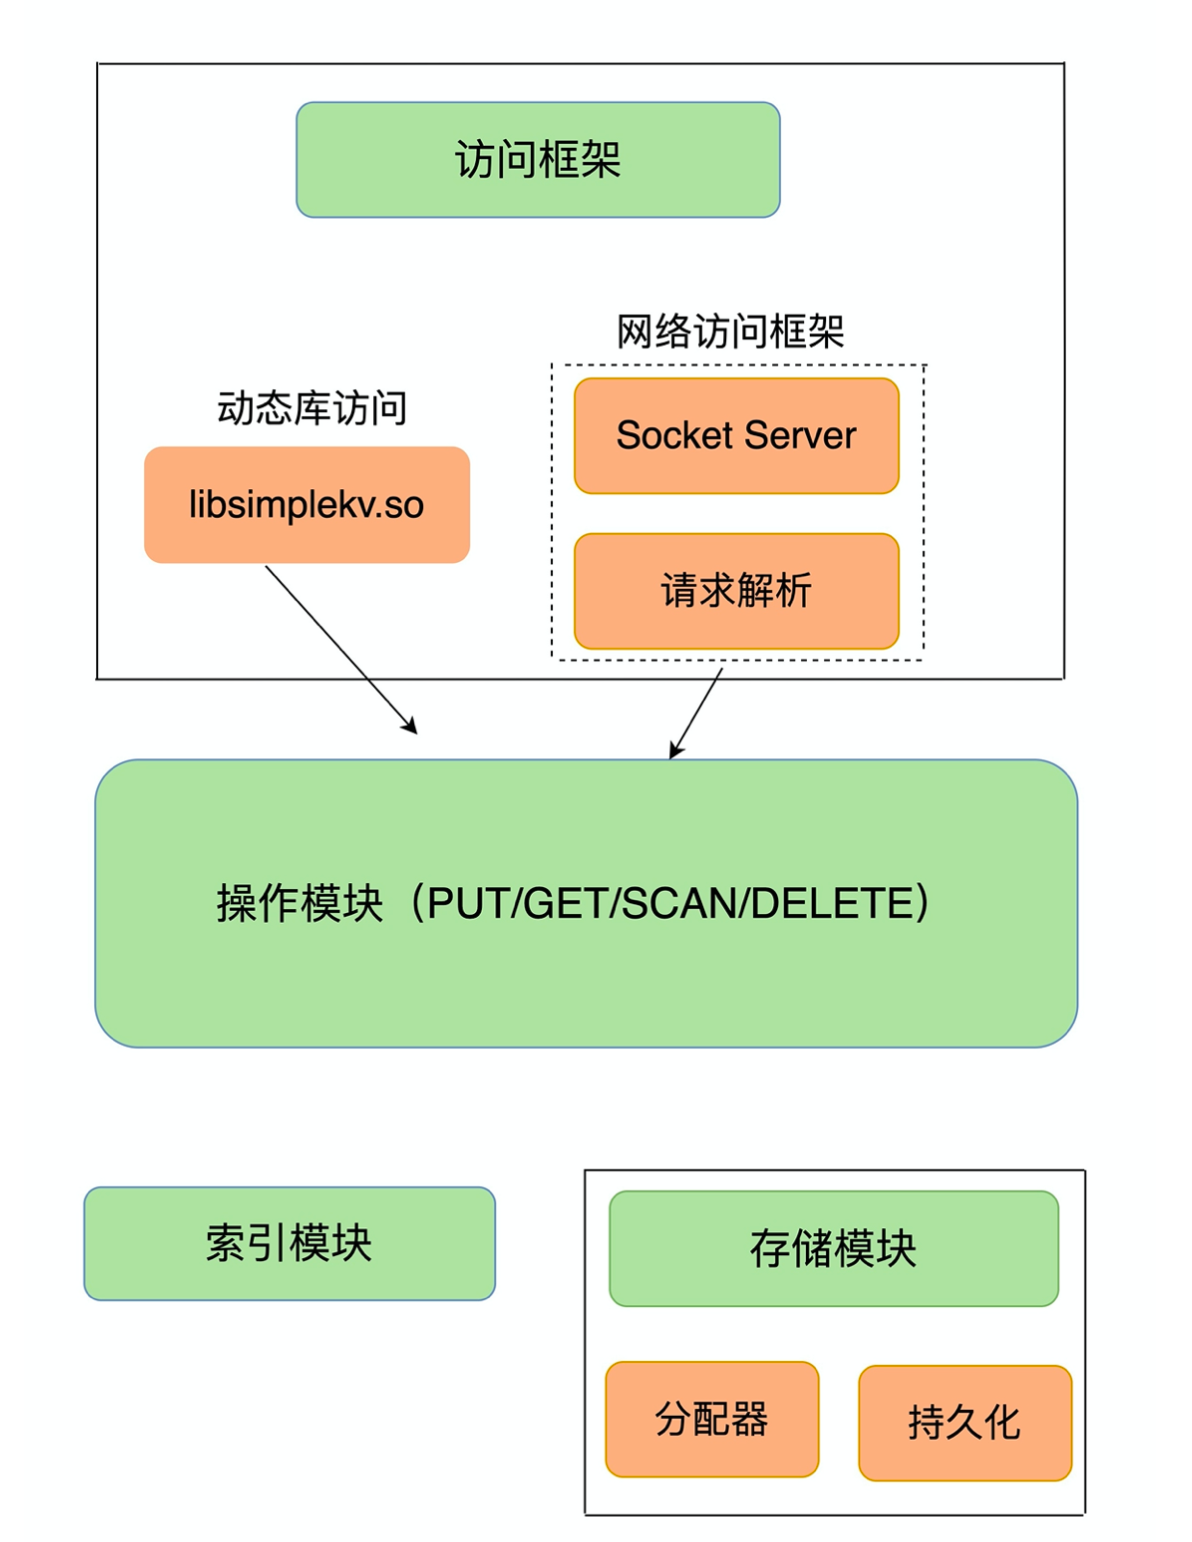 访问框架
网络访问框架
动态库访问
Socket Server
libsimplekv.so
请求解析
操作模块（PUT/GET/SCAN/DELETE）
索引模块
存储模块
分配器
持久化